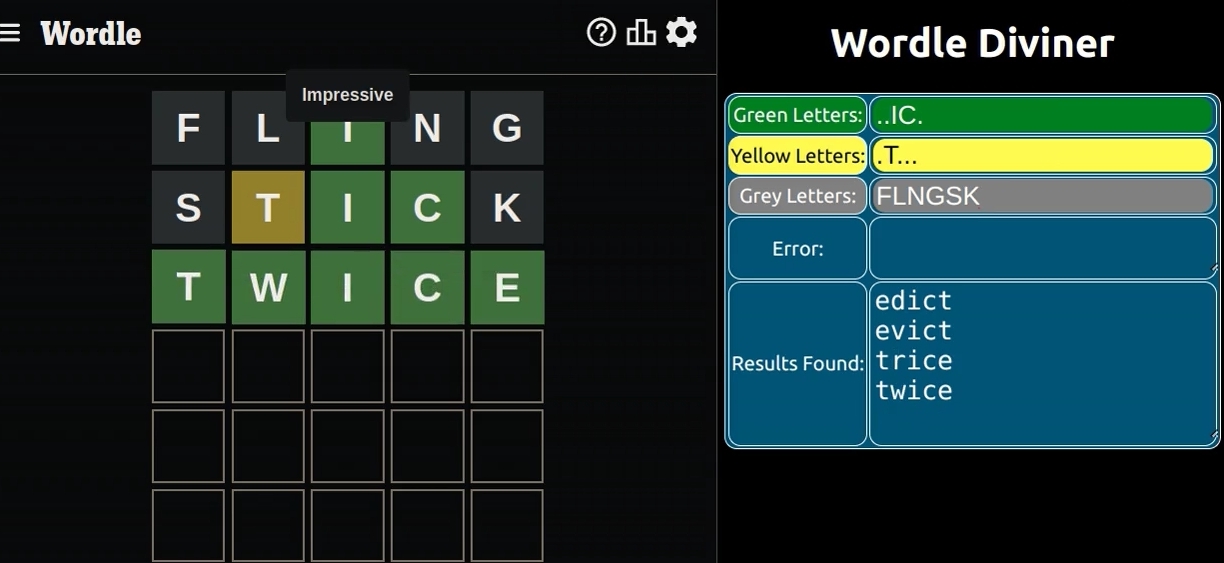 Wordle
Impressive
F L I N G
S T I C K
T W I C E
Wordle Diviner
Green Letters: ..IC.
Yellow Letters: .T...
Grey Letters: FLNGSK
Error:
Results Found:
edict
evict
trice
twice